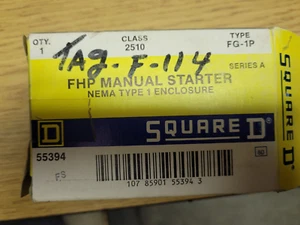 QTY. CLASS TYPE
1 2510 FG-1P
TAg-F-114
SERIES A
FHP MANUAL STARTER
NEMA TYPE 1 ENCLOSURE
D SQUARE D
55394
FS
107 85901 55394 3